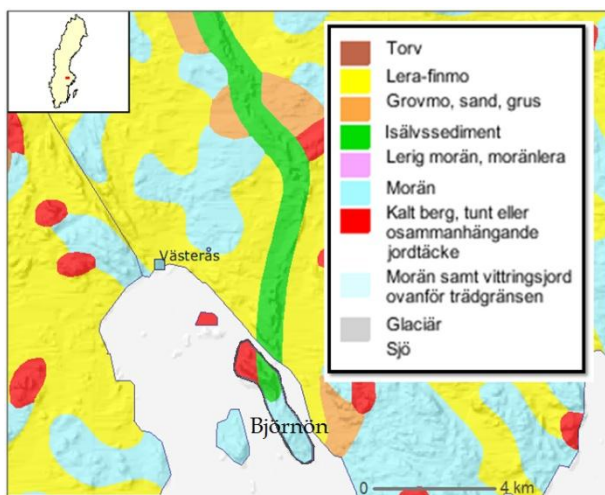 Torv
Lera-finmo
Grovmo, sand, grus
Isälvssediment
Lerig morän, moränlera
Morän
Kalt berg, tunt eller
osammanhängande
jordtäcke
Morän samt vittringsjord
ovanför trädgränsen
Glaciär
Sjö
Västerås
Björnön
0 4 km